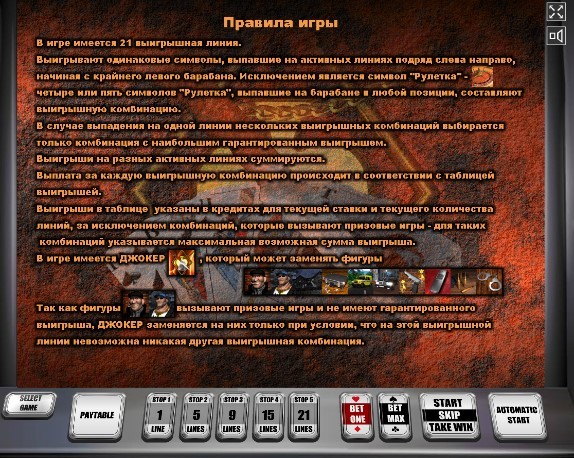 Правила игры
В игре имеется 21 выигрышная линия.
Выигрывают одинаковые символы, выпавшие на активных линиях подряд слева направо,
начиная с крайнего левого барабана. Исключением является символ "Рулетка" -
четыре или пять символов "Рулетка", выпавшие на барабане в любой позиции, составляют
выигрышную комбинацию.
В случае выпадения на одной линии нескольких выигрышных комбинаций выбирается
только комбинация с наибольшим гарантированным выигрышем.
Выигрыши на разных активных линиях суммируются.
Выплата за каждую выигрышную комбинацию происходит в соответствии с таблицей
выигрышей.
Выигрыши в таблице указаны в кредитах для текущей ставки и текущего количества
линий, за исключением комбинаций, которые вызывают призовые игры - для таких
комбинаций указывается максимальная возможная сумма выигрыша.
В игре имеется ДЖОКЕР , который может заменять фигуры
Так как фигуры вызывают призовые игры и не имеют гарантированного
выигрыша, ДЖОКЕР заменяется на них только при условии, что на этой выигрышной
линии невозможна никакая другая выигрышная комбинация.
SELECT
GAME
PAYTABLE
STOP 1
1
LINE
STOP 2
5
LINES
STOP 3
9
LINES
STOP 4
15
LINES
STOP 5
21
LINES
BET
ONE
BET
MAX
START
SKIP
TAKE WIN
AUTOMATIC
START